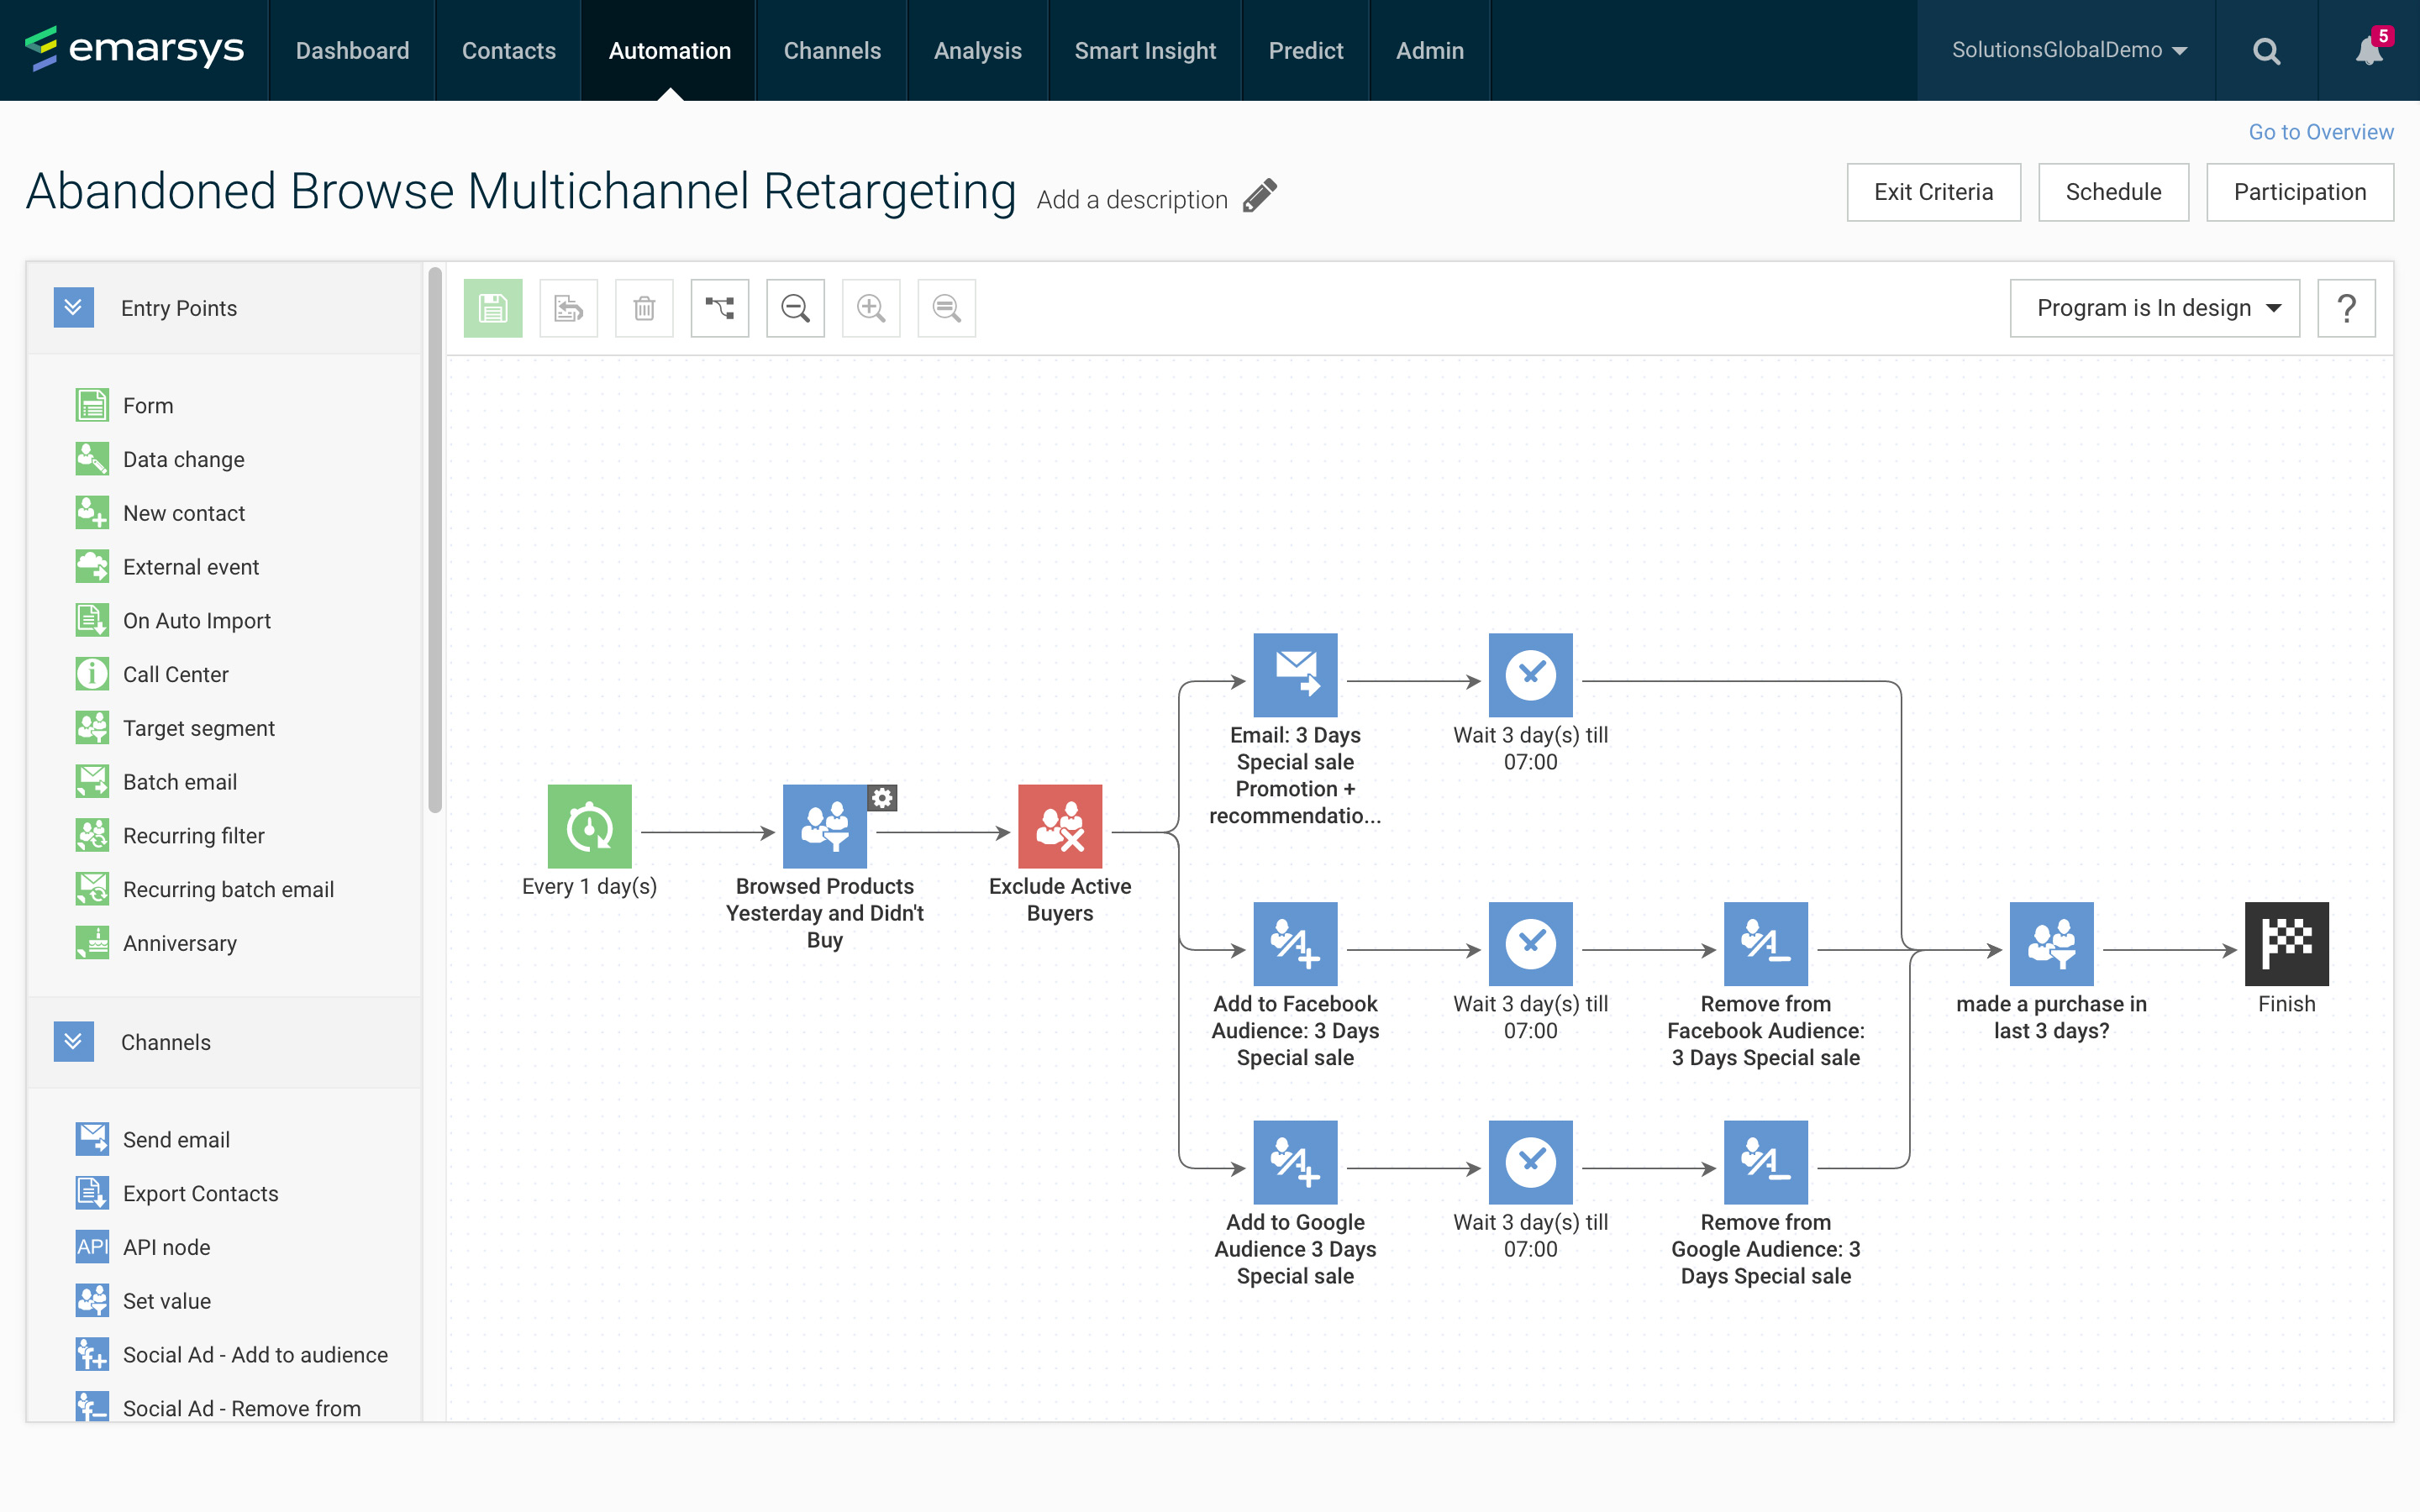 emarsys
Dashboard
Contacts
Automation
Channels
Analysis
Smart Insight
Predict
Admin
SolutionsGlobalDemo
5
Go to Overview
Abandoned Browse Multichannel Retargeting
Add a description
Exit Criteria
Schedule
Participation
Entry Points
Form
Data change
New contact
External event
On Auto Import
Call Center
Target segment
Batch email
Recurring filter
Recurring batch email
Anniversary
Channels
Send email
Export Contacts
API
API node
Set value
Social Ad - Add to audience
Social Ad - Remove from
Program is In design
?
Every 1 day(s)
Browsed Products
Yesterday and Didn't
Buy
Exclude Active
Buyers
Email: 3 Days
Special sale
Promotion +
recommendatio...
Wait 3 day(s) till
07:00
Add to Facebook
Audience: 3 Days
Special sale
Wait 3 day(s) till
07:00
Remove from
Facebook Audience:
3 Days Special sale
Add to Google
Audience 3 Days
Special sale
Wait 3 day(s) till
07:00
Remove from
Google Audience: 3
Days Special sale
made a purchase in
last 3 days?
Finish